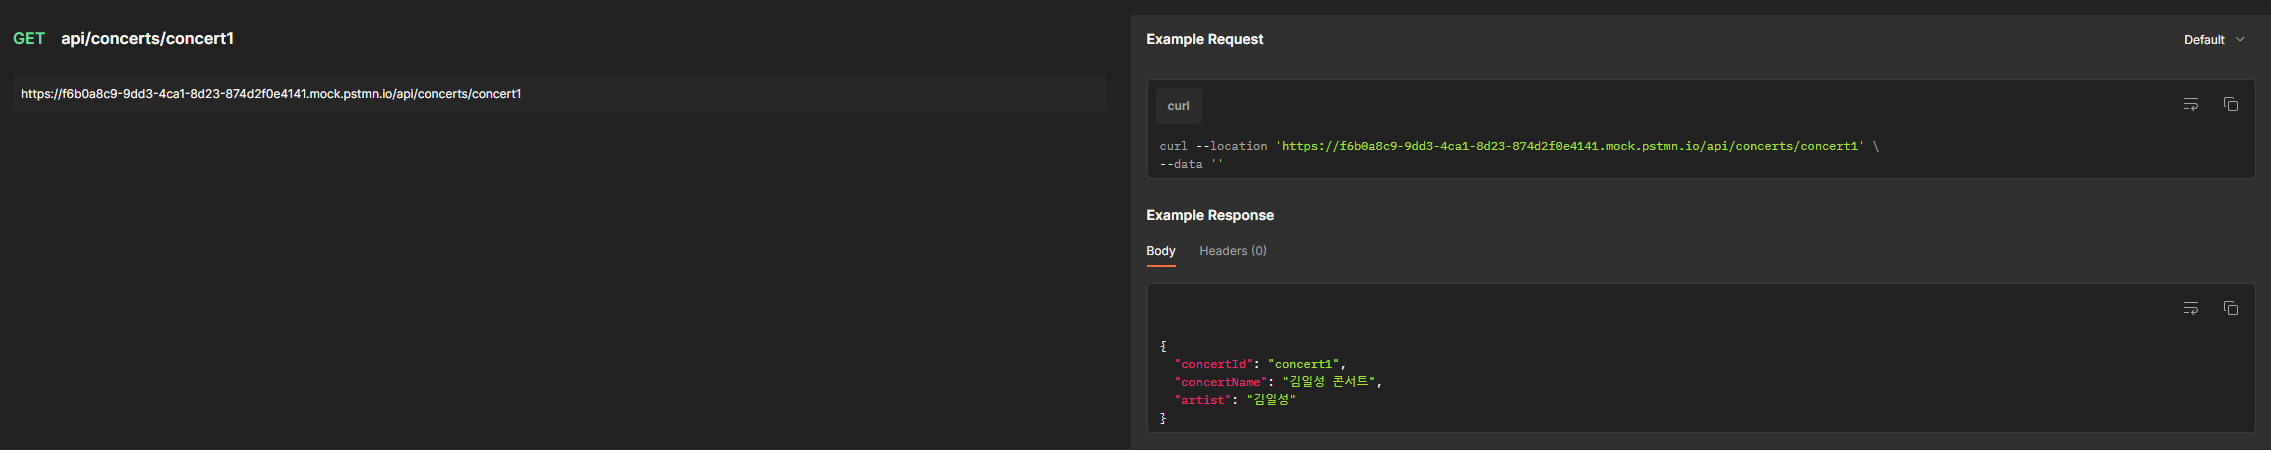 GET api/concerts/concert1
https://f6b0a8c9-9dd3-4ca1-8d23-874d2f0e4141.mock.pstmn.io/api/concerts/concert1
Example Request
Default
curl
curl --location 'https://f6b0a8c9-9dd3-4ca1-8d23-874d2f0e4141.mock.pstmn.io/api/concerts/concert1' \
--data ''
Example Response
Body Headers (0)
{
  "concertId": "concert1",
  "concertName": "김일성 콘서트",
  "artist": "김일성"
}